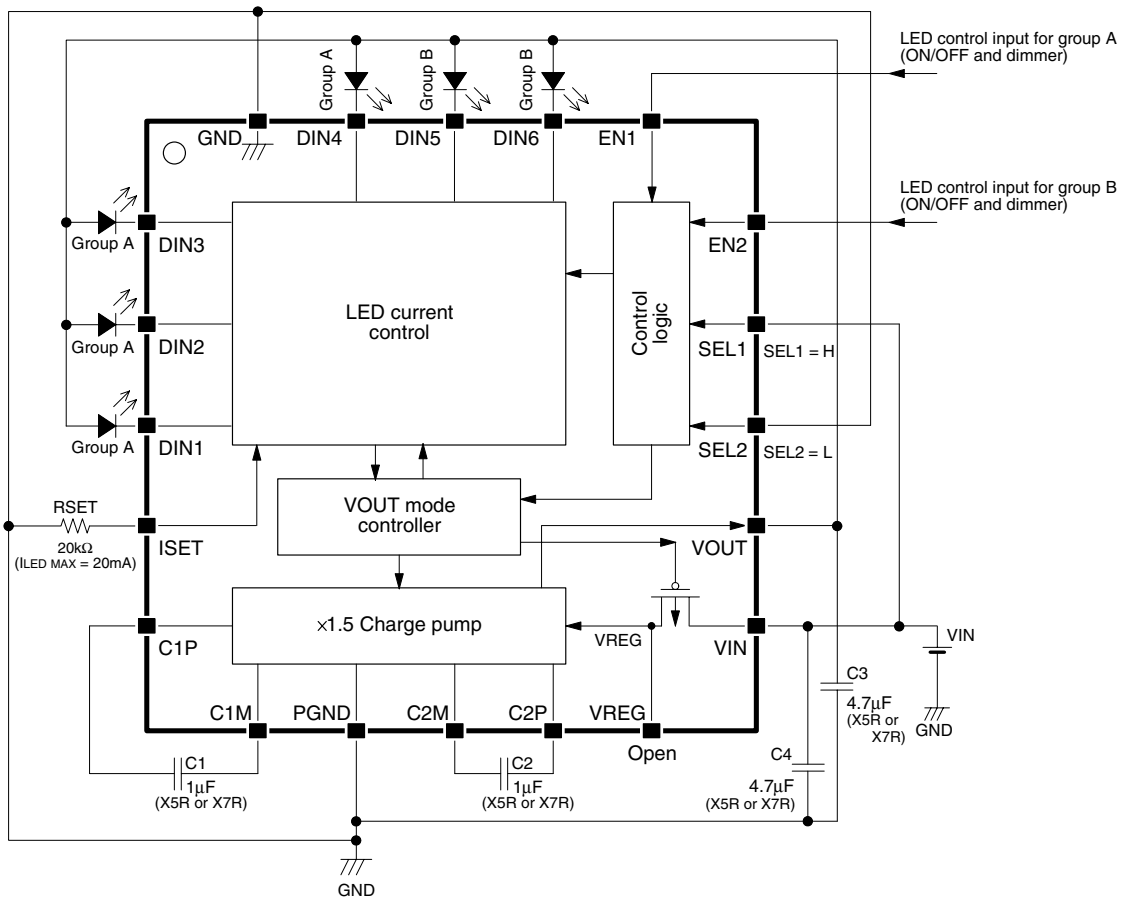 LED control input for group A
(ON/OFF and dimmer)
Group A
Group B
Group B
GND
DIN4
DIN5
DIN6
EN1
LED control input for group B
(ON/OFF and dimmer)
Group A
DIN3
EN2
LED current
control
Control
logic
Group A
DIN2
SEL1
SEL1 = H
Group A
DIN1
SEL2
SEL2 = L
RSET
20kΩ
(ILED MAX = 20mA)
ISET
VOUT mode
controller
VOUT
×1.5 Charge pump
VREG
C1P
VIN
VIN
C3
4.7µF
(X5R or
X7R)
GND
C1M
PGND
C2M
C2P
VREG
Open
C1
1µF
(X5R or X7R)
C2
1µF
(X5R or X7R)
C4
4.7µF
(X5R or X7R)
GND